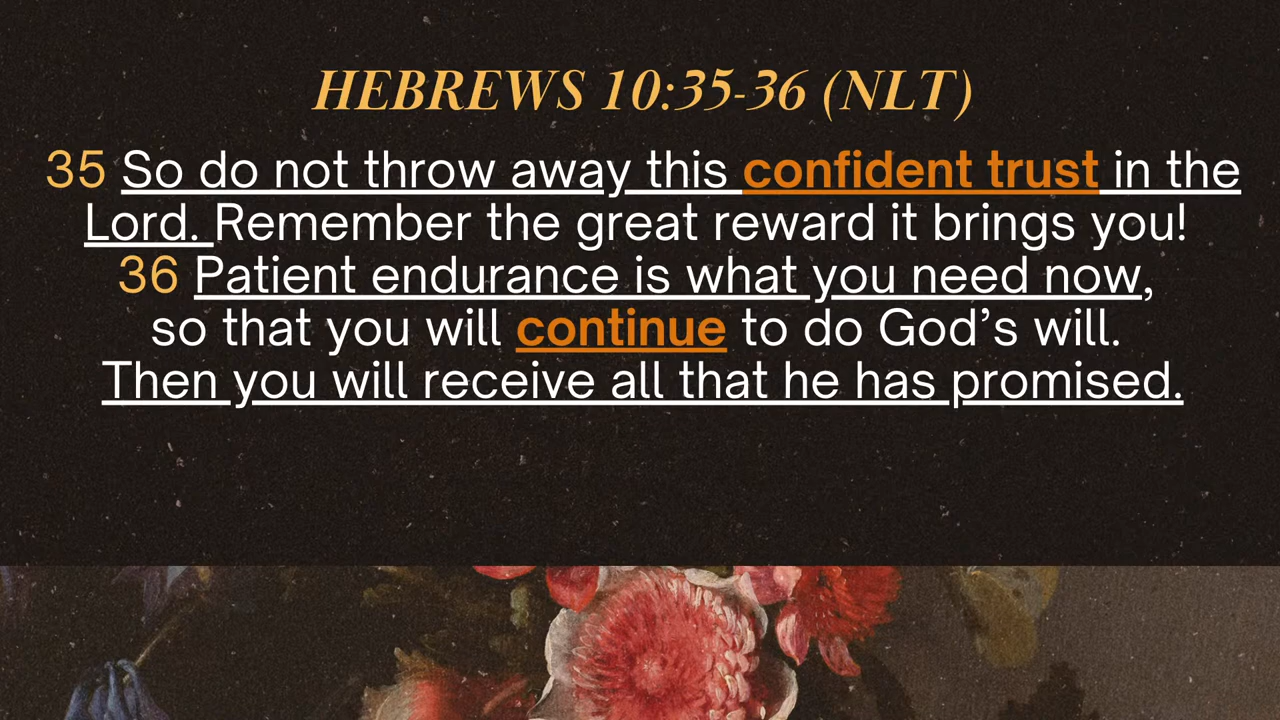 HEBREWS 10:35-36 (NLT)
35 So do not throw away this confident trust in the
Lord. Remember the great reward it brings you!
36 Patient endurance is what you need now,
so that you will continue to do God’s will.
Then you will receive all that he has promised.